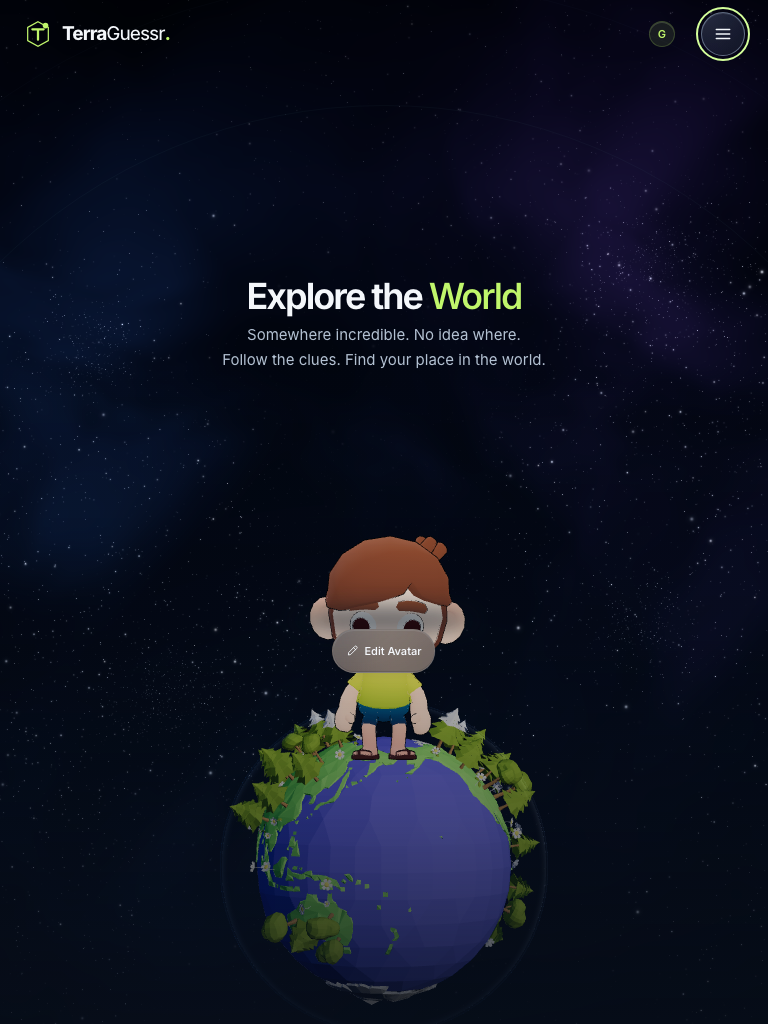 TerraGuessr.
G
Explore the World
Somewhere incredible. No idea where.
Follow the clues. Find your place in the world.
Edit Avatar